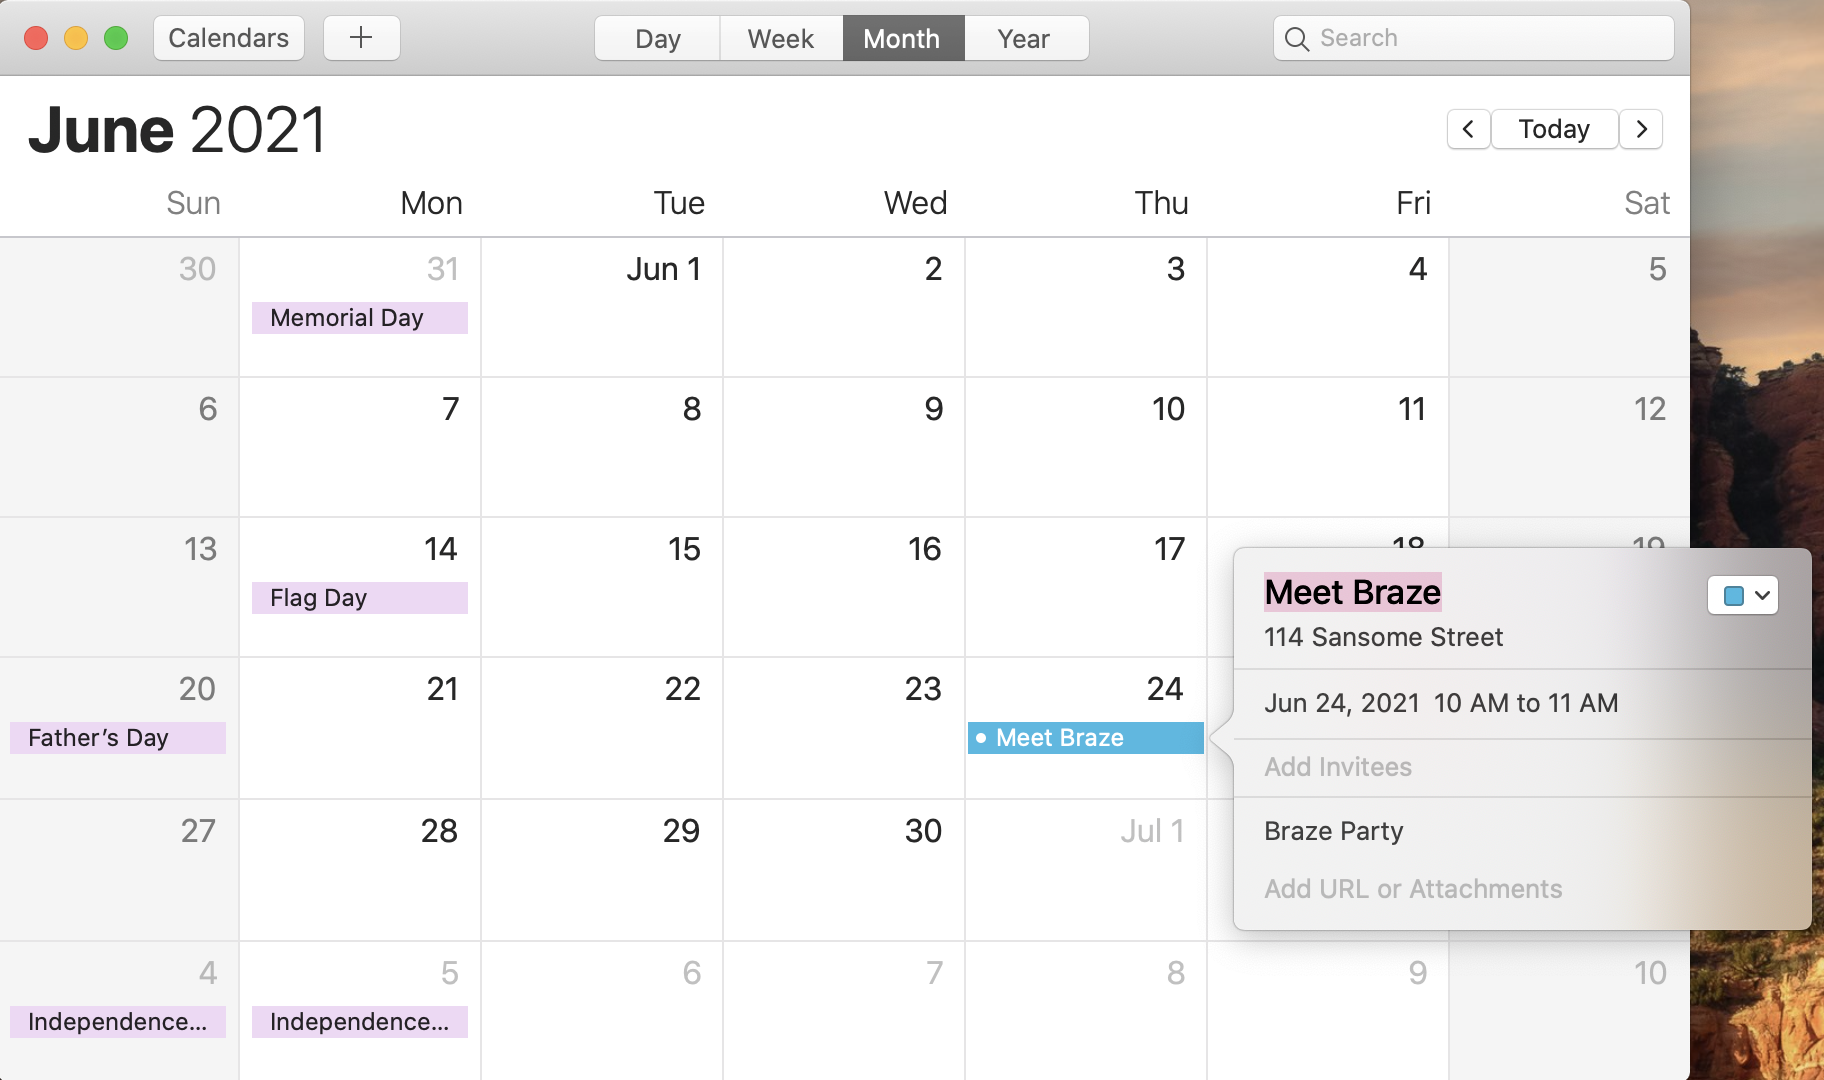 Calendars
Day Week Month Year
Search
June 2021
Today
Sun Mon Tue Wed Thu Fri Sat
30 31 Jun 1 2 3 4 5
Memorial Day
6 7 8 9 10 11 12
13 14 15 16 17 18 19
Flag Day
Meet Braze
114 Sansome Street
Jun 24, 2021 10 AM to 11 AM
Add Invitees
Braze Party
Add URL or Attachments
20 21 22 23 24
Father's Day
Meet Braze
27 28 29 30 Jul 1
4 5 6 7 8 9 10
Independence...
Independence...